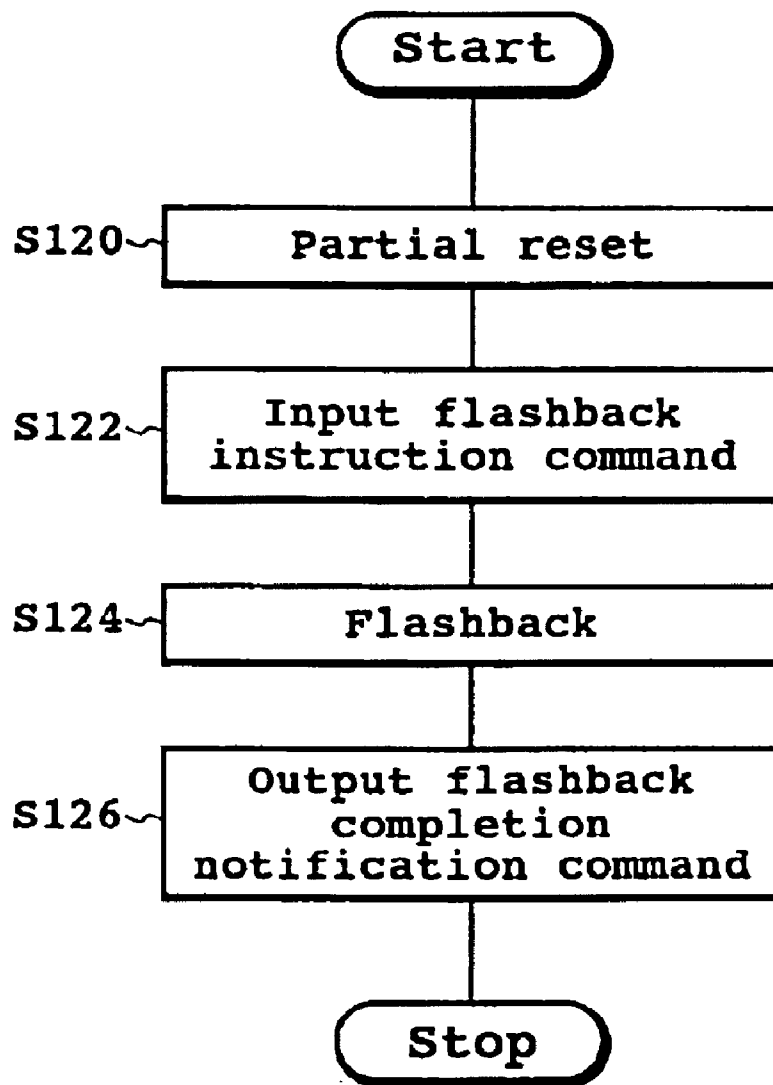 Start
S120
Partial reset
S122
Input flashback
instruction command
S124
Flashback
S126
Output flashback
completion
notification command
Stop